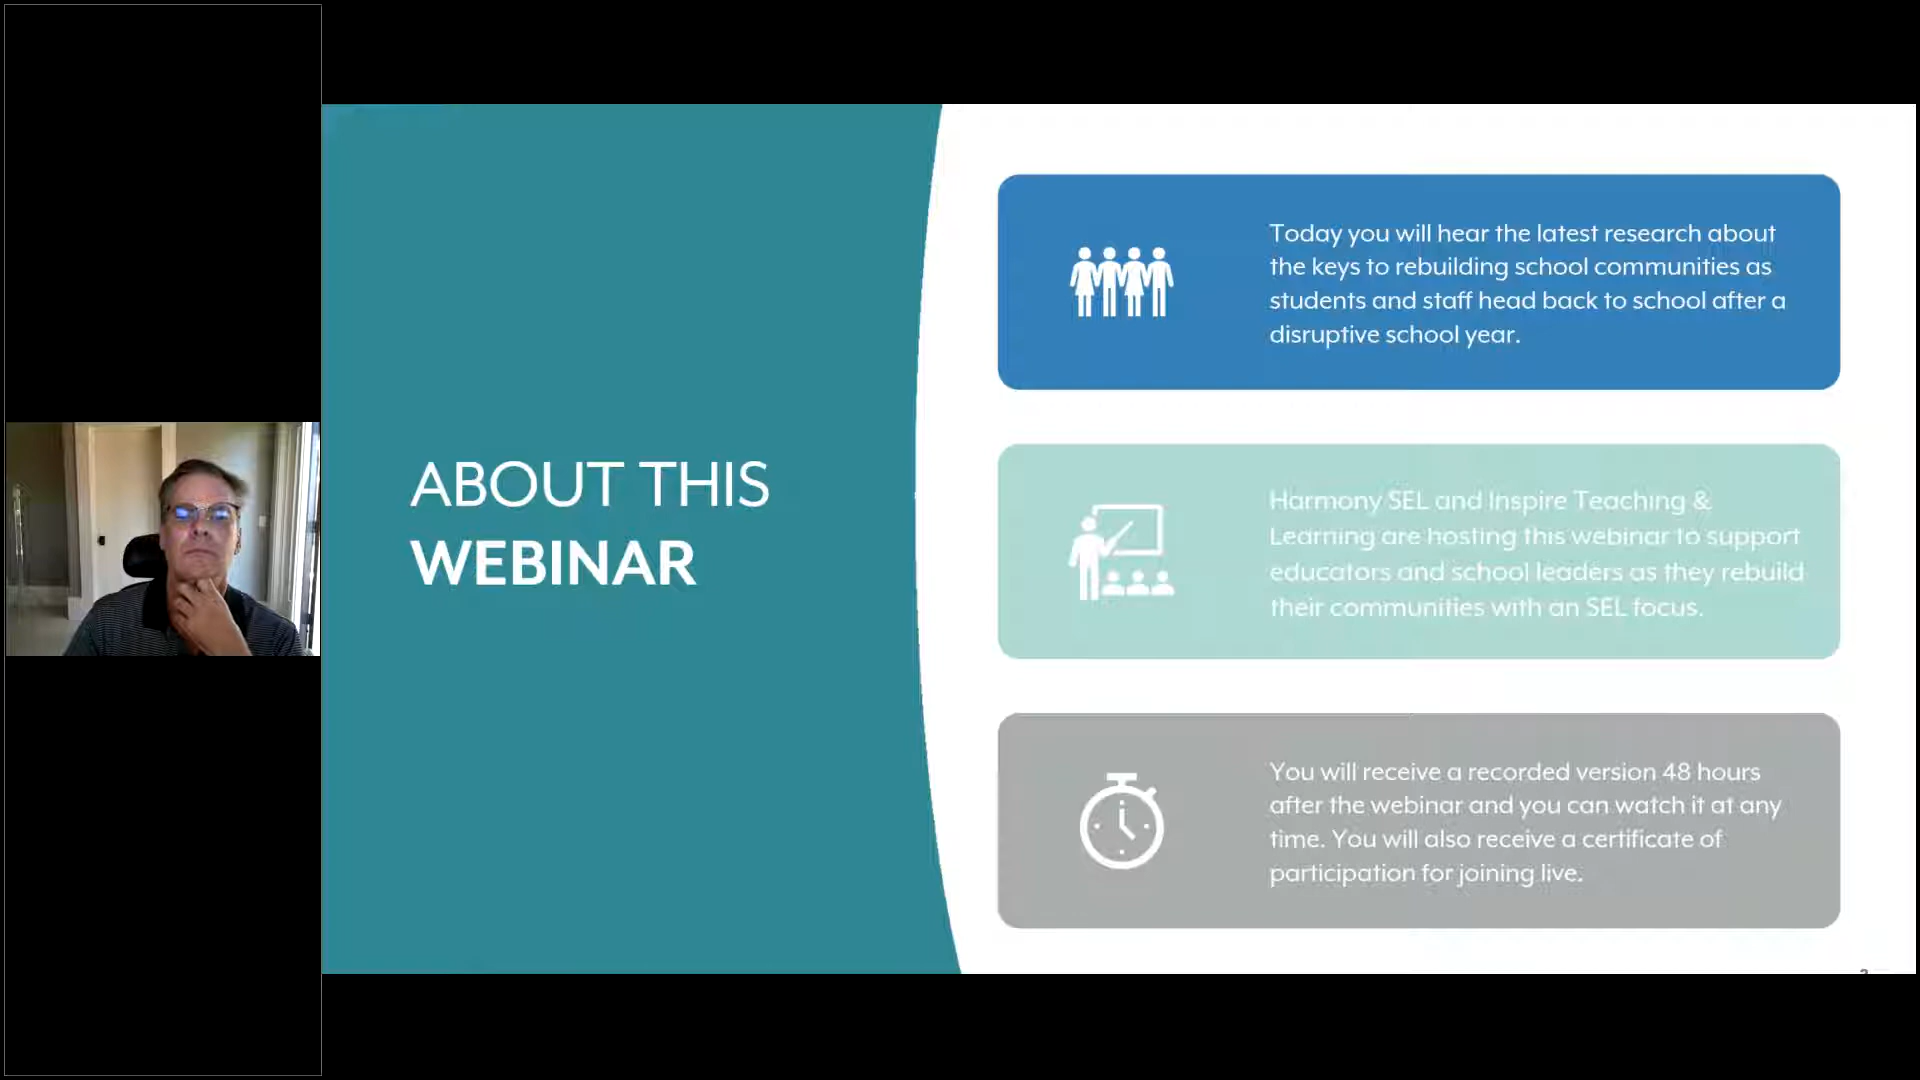 ABOUT THIS
WEBINAR
Today you will hear the latest research about
the keys to rebuilding school communities as
students and staff head back to school after a
disruptive school year.
Harmony SEL and Inspire Teaching &
Learning are hosting this webinar to support
educators and school leaders as they rebuild
their communities with an SEL focus.
You will receive a recorded version 48 hours
after the webinar and you can watch it at any
time. You will also receive a certificate of
participation for joining live.